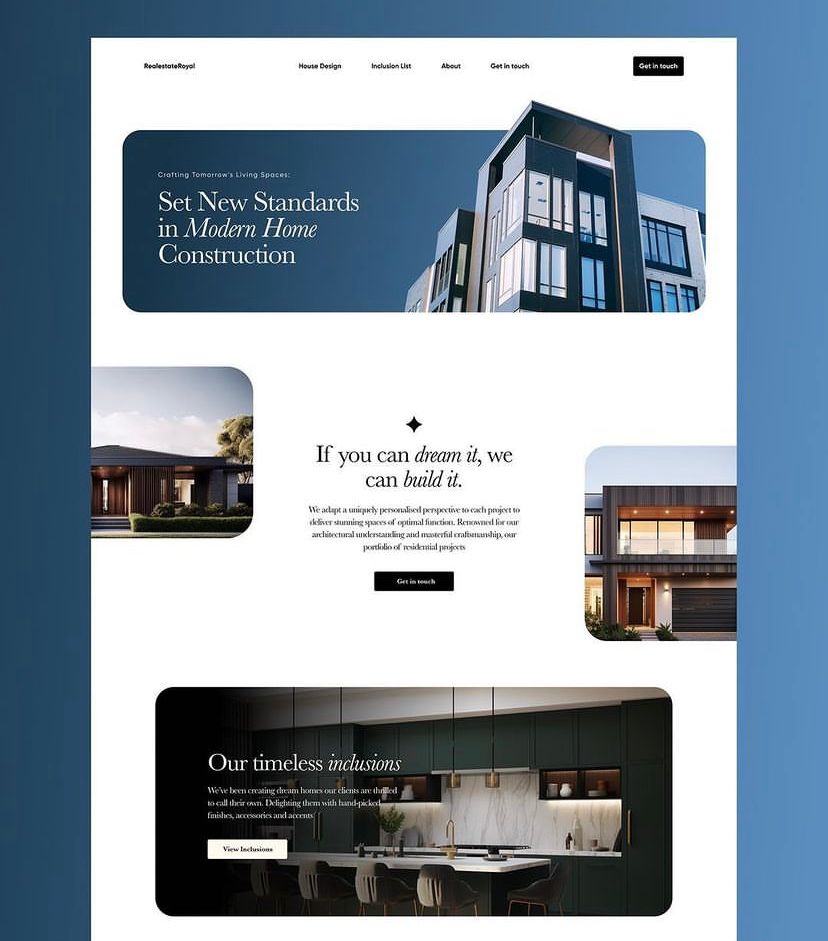 RealestateRoyal
House Design
Inclusion List
About
Get in touch
Get in touch
Crafting Tomorrow's Living Spaces:
Set New Standards
in Modern Home
Construction
If you can dream it, we
can build it.
We adapt a uniquely personalised perspective to each project to
deliver stunning spaces of optimal function. Renowned for our
architectural understanding and masterful craftsmanship, our
portfolio of residential projects
Get in touch
Our timeless inclusions
We've been creating dream homes our clients are thrilled
to call their own. Delighting them with hand-picked
finishes, accessories and accents
View Inclusions